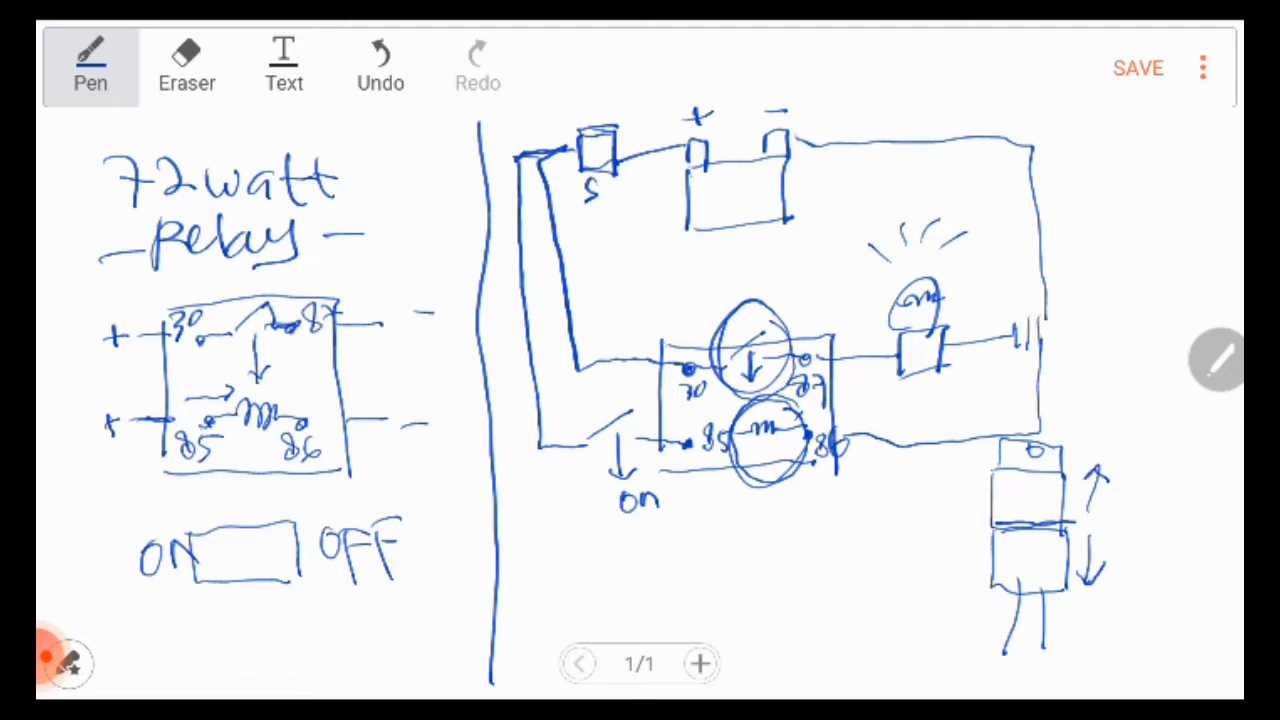 Pen Eraser Text Undo Redo SAVE
72watt
-Relay-
+ 30 87 -
+ 85 86 -
ON OFF
+ -
S
30 87
85 86
on
1/1